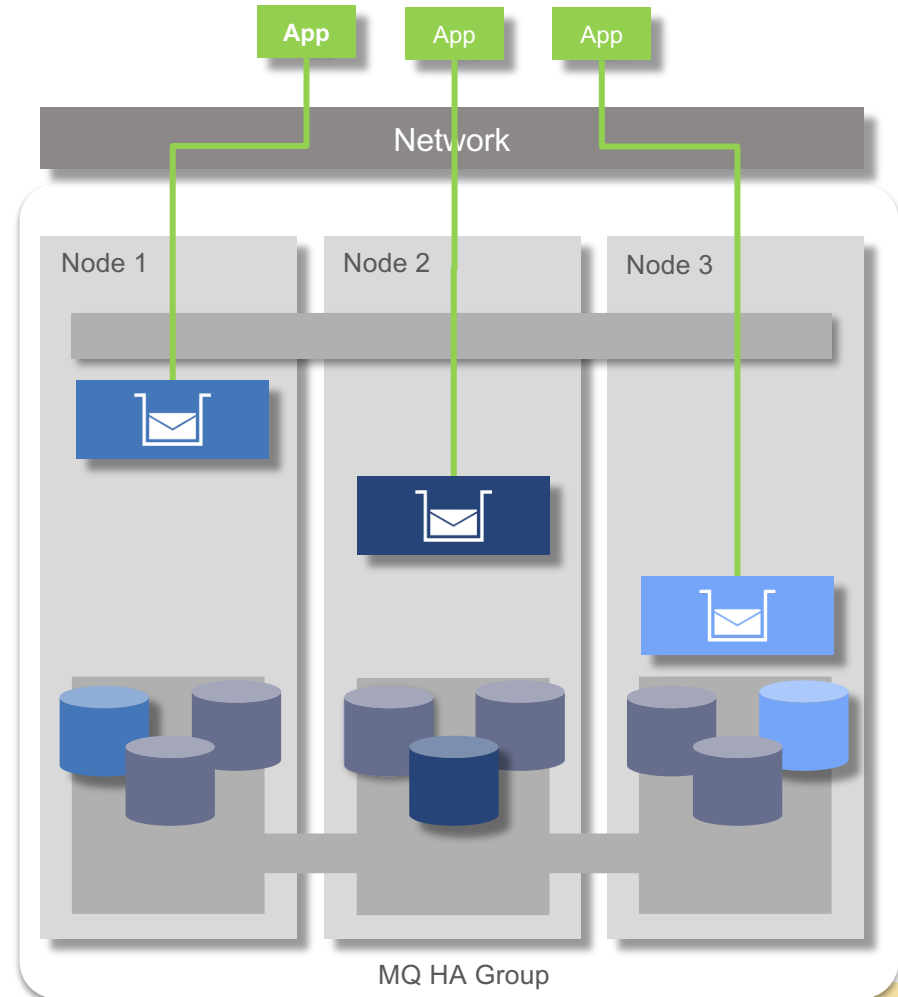 App
App
App
Network
Node 1
Node 2
Node 3
MQ HA Group